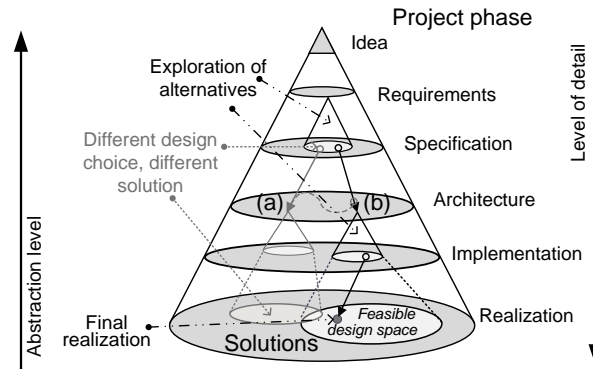 Project phase
Idea
Exploration of
alternatives
Requirements
Different design
choice, different
solution
Specification
(a)
(b)
Architecture
Implementation
Final
realization
Solutions
Feasible
design space
Realization
Abstraction level
Level of detail